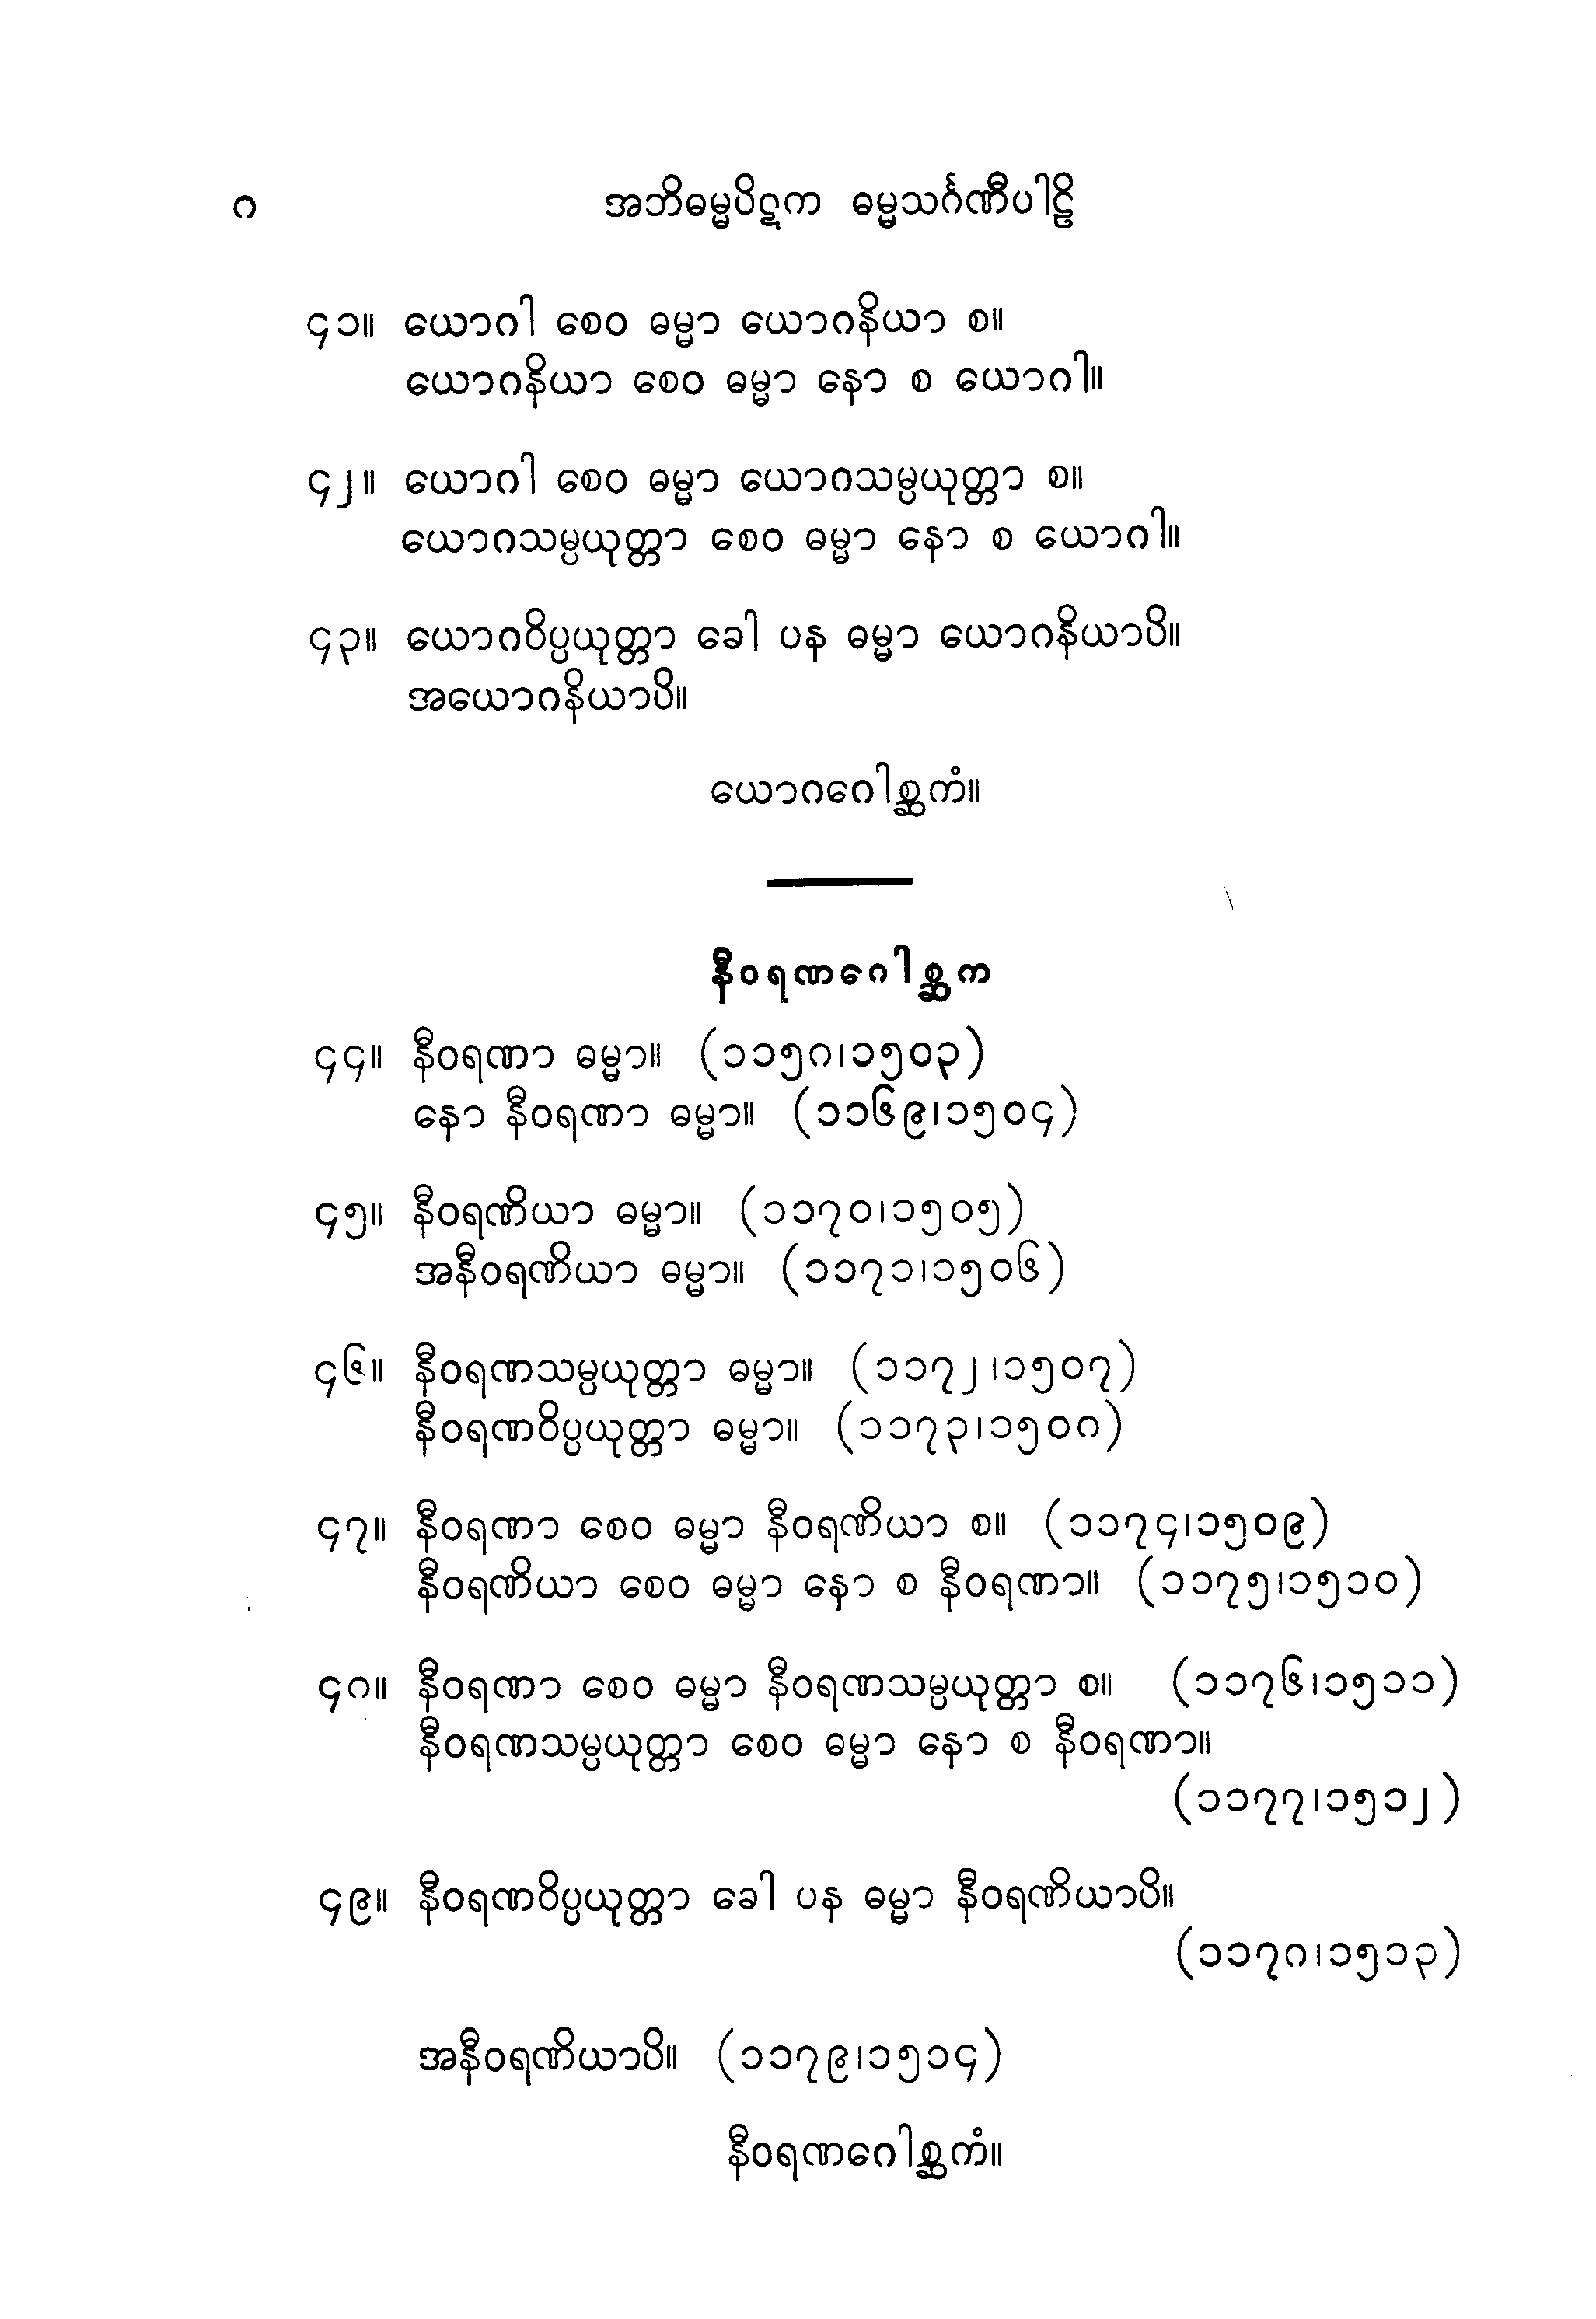 ၈ အဘိဓမ္မပိဋက ဓမ္မသင်္ဂဏီပါဠိ
၄၁။ ယောဂါ စေဝ ဓမ္မာ ယောဂနိယာ စ။
ယောဂနိယာ စေဝ ဓမ္မာ နော စ ယောဂါ။
၄၂။ ယောဂါ စေဝ ဓမ္မာ ယောဂသမ္ပယုတ္တာ စ။
ယောဂသမ္ပယုတ္တာ စေဝ ဓမ္မာ နော စ ယောဂါ။
၄၃။ ယောဂဝိပ္ပယုတ္တာ ခေါ ပန ဓမ္မာ ယောဂနိယာပိ။
အယောဂနိယာပိ။
ယောဂဂေါစ္ဆကံ။
နီဝရဏဂေါစ္ဆက
၄၄။ နီဝရဏာ ဓမ္မာ။ (၁၁၅၈၊၁၅၀၃)
နော နီဝရဏာ ဓမ္မာ။ (၁၁၆၉၊၁၅၀၄)
၄၅။ နီဝရဏိယာ ဓမ္မာ။ (၁၁၇၀၊၁၅၀၅)
အနီဝရဏိယာ ဓမ္မာ။ (၁၁၇၁၊၁၅၀၆)
၄၆။ နီဝရဏသမ္ပယုတ္တာ ဓမ္မာ။ (၁၁၇၂၊၁၅၀၇)
နီဝရဏဝိပ္ပယုတ္တာ ဓမ္မာ။ (၁၁၇၃၊၁၅၀၈)
၄၇။ နီဝရဏာ စေဝ ဓမ္မာ နီဝရဏိယာ စ။ (၁၁၇၄၊၁၅၀၉)
နီဝရဏိယာ စေဝ ဓမ္မာ နော စ နီဝရဏာ။ (၁၁၇၅၊၁၅၁၀)
၄၈။ နီဝရဏာ စေဝ ဓမ္မာ နီဝရဏသမ္ပယုတ္တာ စ။ (၁၁၇၆၊၁၅၁၁)
နီဝရဏသမ္ပယုတ္တာ စေဝ ဓမ္မာ နော စ နီဝရဏာ။
(၁၁၇၇၊၁၅၁၂)
၄၉။ နီဝရဏဝိပ္ပယုတ္တာ ခေါ ပန ဓမ္မာ နီဝရဏိယာပိ။
(၁၁၇၈၊၁၅၁၃)
အနီဝရဏိယာပိ။ (၁၁၇၉၊၁၅၁၄)
နီဝရဏဂေါစ္ဆကံ။